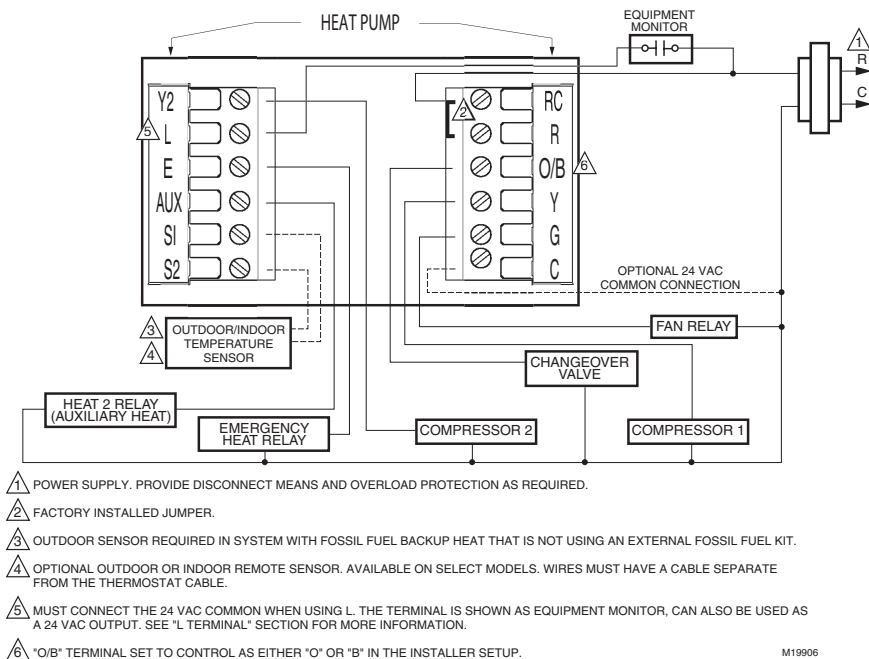 HEAT PUMP
EQUIPMENT
MONITOR
1
R
C
Y2
5
L
E
AUX
S1
S2
2
RC
R
O/B
6
Y
G
C
OPTIONAL 24 VAC
COMMON CONNECTION
3
4
OUTDOOR/INDOOR
TEMPERATURE
SENSOR
FAN RELAY
CHANGEOVER
VALVE
HEAT 2 RELAY
(AUXILIARY HEAT)
EMERGENCY
HEAT RELAY
COMPRESSOR 2
COMPRESSOR 1
1 POWER SUPPLY. PROVIDE DISCONNECT MEANS AND OVERLOAD PROTECTION AS REQUIRED.
2 FACTORY INSTALLED JUMPER.
3 OUTDOOR SENSOR REQUIRED IN SYSTEM WITH FOSSIL FUEL BACKUP HEAT THAT IS NOT USING AN EXTERNAL FOSSIL FUEL KIT.
4 OPTIONAL OUTDOOR OR INDOOR REMOTE SENSOR. AVAILABLE ON SELECT MODELS. WIRES MUST HAVE A CABLE SEPARATE
FROM THE THERMOSTAT CABLE.
5 MUST CONNECT THE 24 VAC COMMON WHEN USING L. THE TERMINAL IS SHOWN AS EQUIPMENT MONITOR, CAN ALSO BE USED AS
A 24 VAC OUTPUT. SEE "L TERMINAL" SECTION FOR MORE INFORMATION.
6 "O/B" TERMINAL SET TO CONTROL AS EITHER "O" OR "B" IN THE INSTALLER SETUP.
M19906